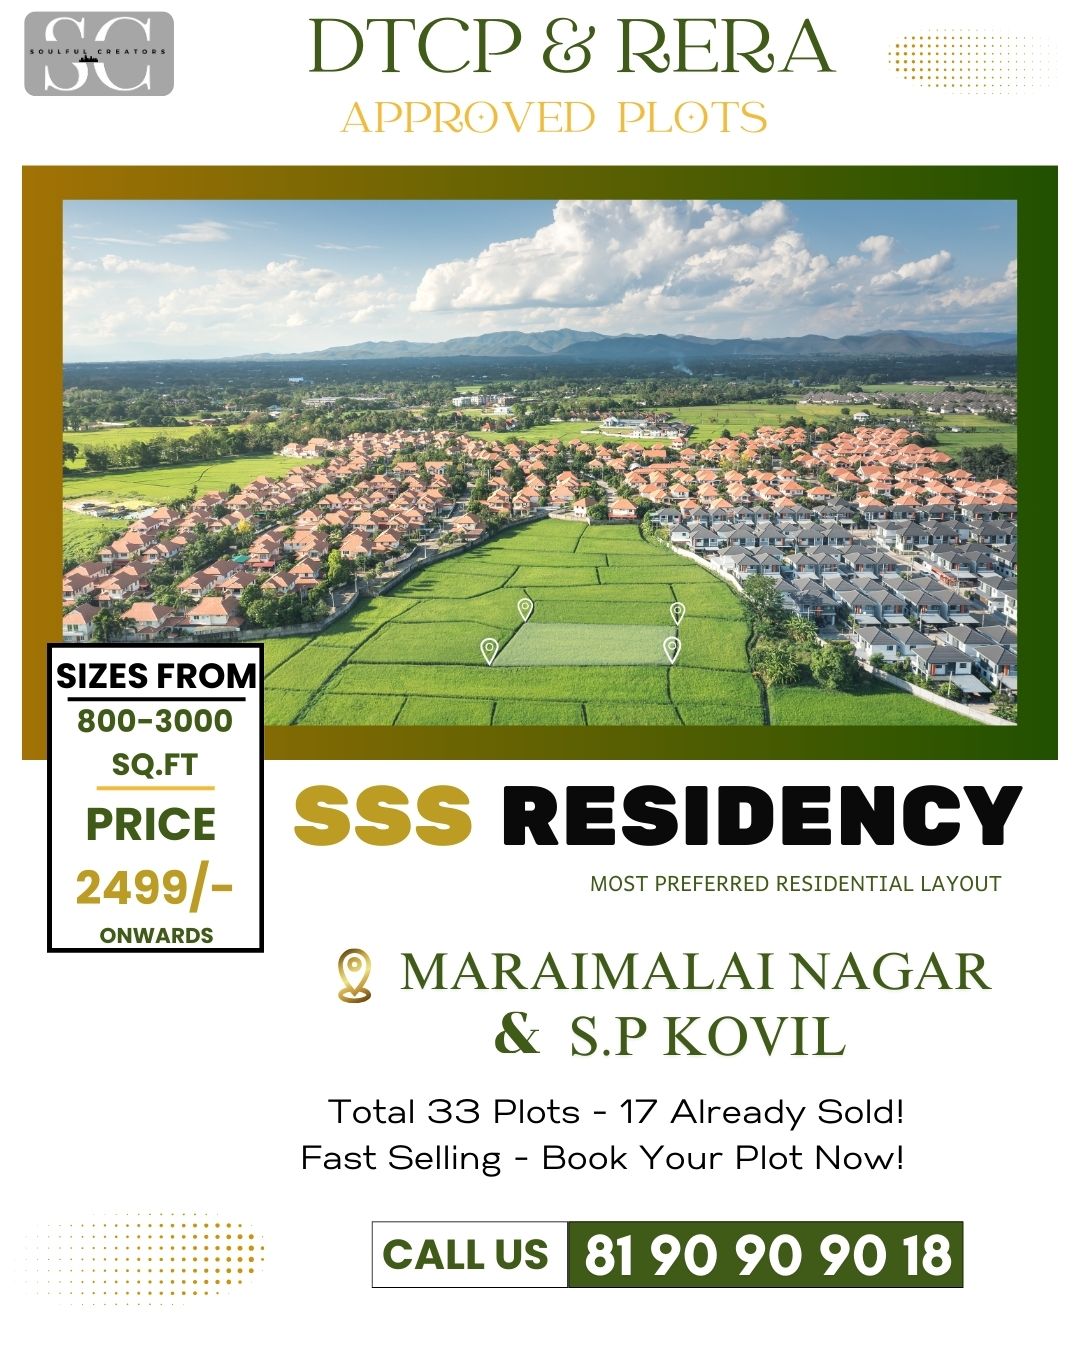 SC
SOULFUL CREATORS
DTCP & RERA
APPROVED PLOTS
SIZES FROM
800-3000
SQ.FT
PRICE
2499/-
ONWARDS
SSS RESIDENCY
MOST PREFERRED RESIDENTIAL LAYOUT
MARAIMALAI NAGAR
& S.P KOVIL
Total 33 Plots - 17 Already Sold!
Fast Selling - Book Your Plot Now!
CALL US 81 90 90 90 18